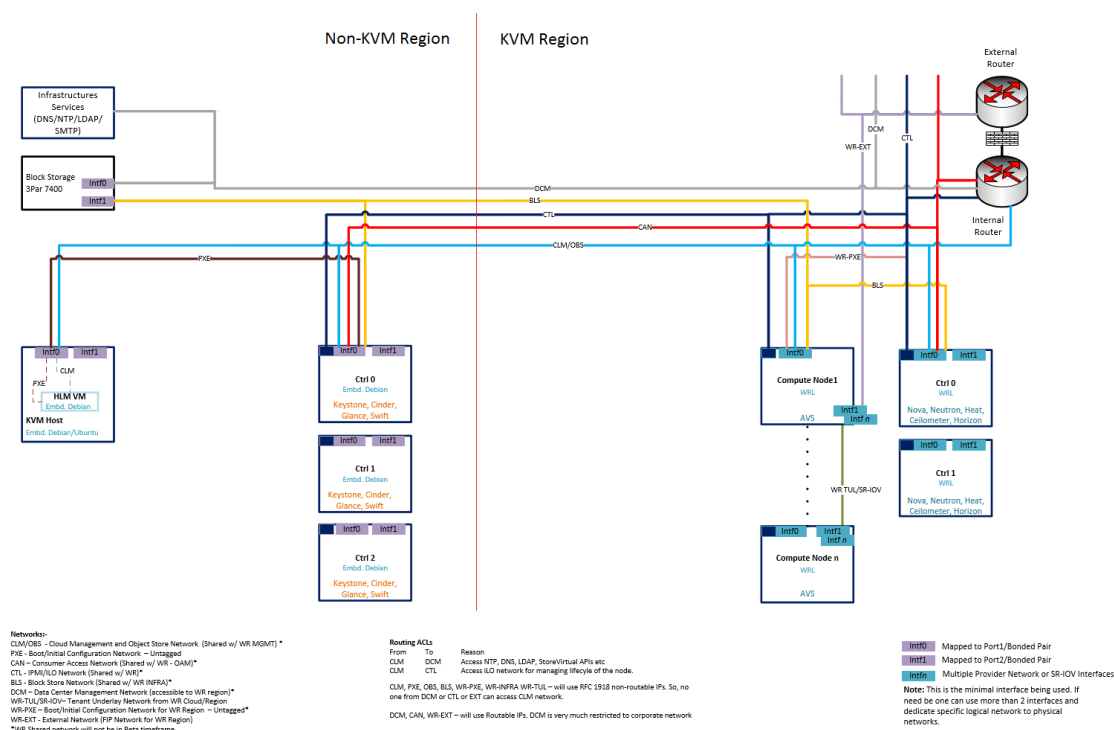 Non-KVM Region
KVM Region
External
Router
Infrastructures
Services
(DNS/NTP/LDAP/
SMTP)
DCM
CTL
WR-EXT
Block Storage
3Par 7400
Intf0
Intf1
DCM
BLS
CTL
Internal
Router
CAN
CLM/OBS
PXE
WR-PXE
BLS
Intf0 Intf1
CLM
PXE
HLM VM
Embd. Debian
KVM Host
Embd. Debian/Ubuntu
Intf0 Intf1
Ctrl 0
Embd. Debian
Keystone, Cinder,
Glance, Swift
Intf0 Intf1
Ctrl 1
Embd. Debian
Keystone, Cinder,
Glance, Swift
Intf0 Intf1
Ctrl 2
Embd. Debian
Keystone, Cinder,
Glance, Swift
Intf0
Compute Node1
WRL
AVS
Intf1
Intf n
WR TUL/SR-IOV
Intf0 Intf1
Intf n
Compute Node n
WRL
AVS
Intf0 Intf1
Ctrl 0
WRL
Nova, Neutron, Heat,
Ceilometer, Horizon
Intf0 Intf1
Ctrl 1
WRL
Nova, Neutron, Heat,
Ceilometer, Horizon
Networks:-
CLM/OBS - Cloud Management and Object Store Network (Shared w/ WR MGMT) *
PXE - Boot/Initial Configuration Network – Untagged
CAN – Consumer Access Network (Shared w/ WR - OAM)*
CTL - IPMI/ILO Network (Shared w/ WR)*
BLS - Block Store Network (Shared w/ WR INFRA)*
DCM – Data Center Management Network (accessible to WR region)*
WR-TUL/SR-IOV– Tenant Underlay Network from WR Cloud/Region
WR-PXE – Boot/Initial Configuration Network for WR Region - Untagged*
WR-EXT - External Network (FIP Network for WR Region)
*WR Shared network will not be in Beta timeframe
Routing ACLs
From To Reason
CLM DCM Access NTP, DNS, LDAP, StoreVirtual APIs etc
CLM CTL Access iLO network for managing lifecyle of the node.
CLM, PXE, OBS, BLS, WR-PXE, WR-INFRA WR-TUL – will use RFC 1918 non-routable IPs. So, no
one from DCM or CTL or EXT can access CLM network.
DCM, CAN, WR-EXT – will use Routable IPs. DCM is very much restricted to corporate network
Intf0 Mapped to Port1/Bonded Pair
Intf1 Mapped to Port2/Bonded Pair
Intfn Multiple Provider Network or SR-IOV Interfaces
Note: This is the minimal interface being used. If
need be one can use more than 2 interfaces and
dedicate specific logical network to physical
networks.